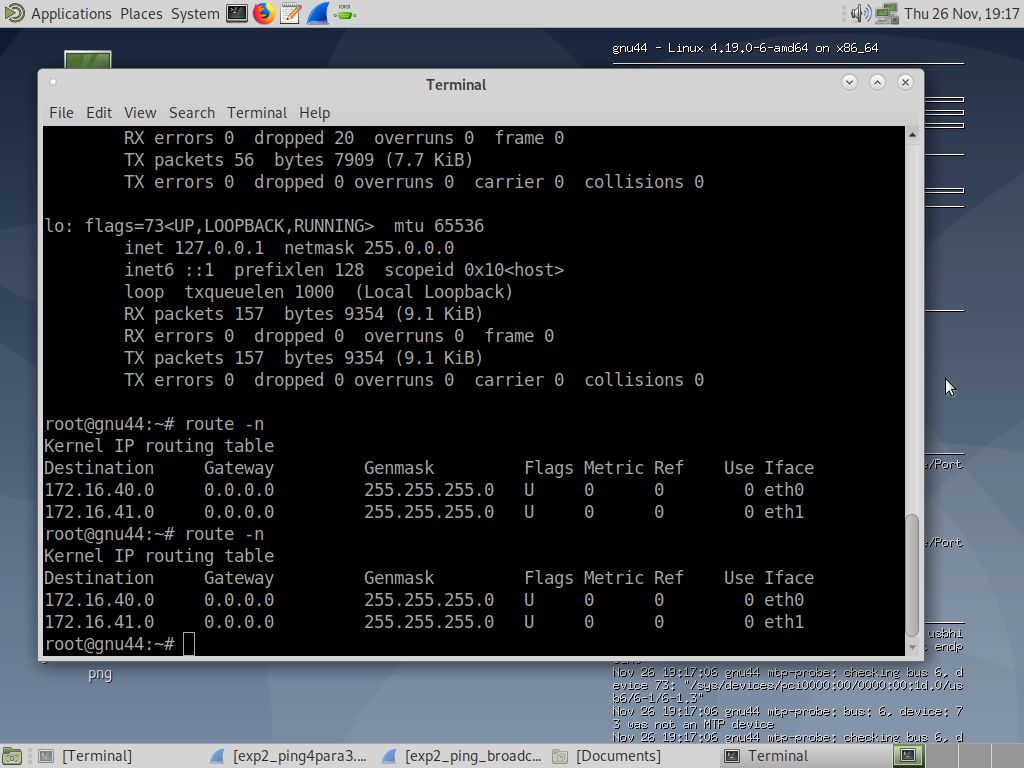 Applications Places System Thu 26 Nov, 19:17
gnu44 - Linux 4.19.0-6-amd64 on x86_64
Terminal
File Edit View Search Terminal Help
RX errors 0  dropped 20  overruns 0  frame 0
TX packets 56  bytes 7909 (7.7 KiB)
TX errors 0  dropped 0 overruns 0  carrier 0  collisions 0
lo: flags=73<UP,LOOPBACK,RUNNING>  mtu 65536
inet 127.0.0.1  netmask 255.0.0.0
inet6 ::1  prefixlen 128  scopeid 0x10<host>
loop  txqueuelen 1000  (Local Loopback)
RX packets 157  bytes 9354 (9.1 KiB)
RX errors 0  dropped 0  overruns 0  frame 0
TX packets 157  bytes 9354 (9.1 KiB)
TX errors 0  dropped 0 overruns 0  carrier 0  collisions 0
root@gnu44:~# route -n
Kernel IP routing table
Destination     Gateway         Genmask         Flags Metric Ref    Use Iface
172.16.40.0     0.0.0.0         255.255.255.0   U     0      0        0 eth0
172.16.41.0     0.0.0.0         255.255.255.0   U     0      0        0 eth1
root@gnu44:~# route -n
Kernel IP routing table
Destination     Gateway         Genmask         Flags Metric Ref    Use Iface
172.16.40.0     0.0.0.0         255.255.255.0   U     0      0        0 eth0
172.16.41.0     0.0.0.0         255.255.255.0   U     0      0        0 eth1
root@gnu44:~#
e/Port
e/Port
usbhi
endp
png
Nov 26 19:17:06 gnu44 mtp-probe: checking bus 6, d
evice 73: "/sys/devices/pci0000:00/0000:00:1d.0/us
b6/6-1/6-1.3"
Nov 26 19:17:06 gnu44 mtp-probe: bus: 6, device: 7
3 was not an MTP device
Nov 26 19:17:06 gnu44 mtp-probe: checking bus 6, d
[Terminal] [exp2_ping4para3.... [exp2_ping_broadc... [Documents] Terminal